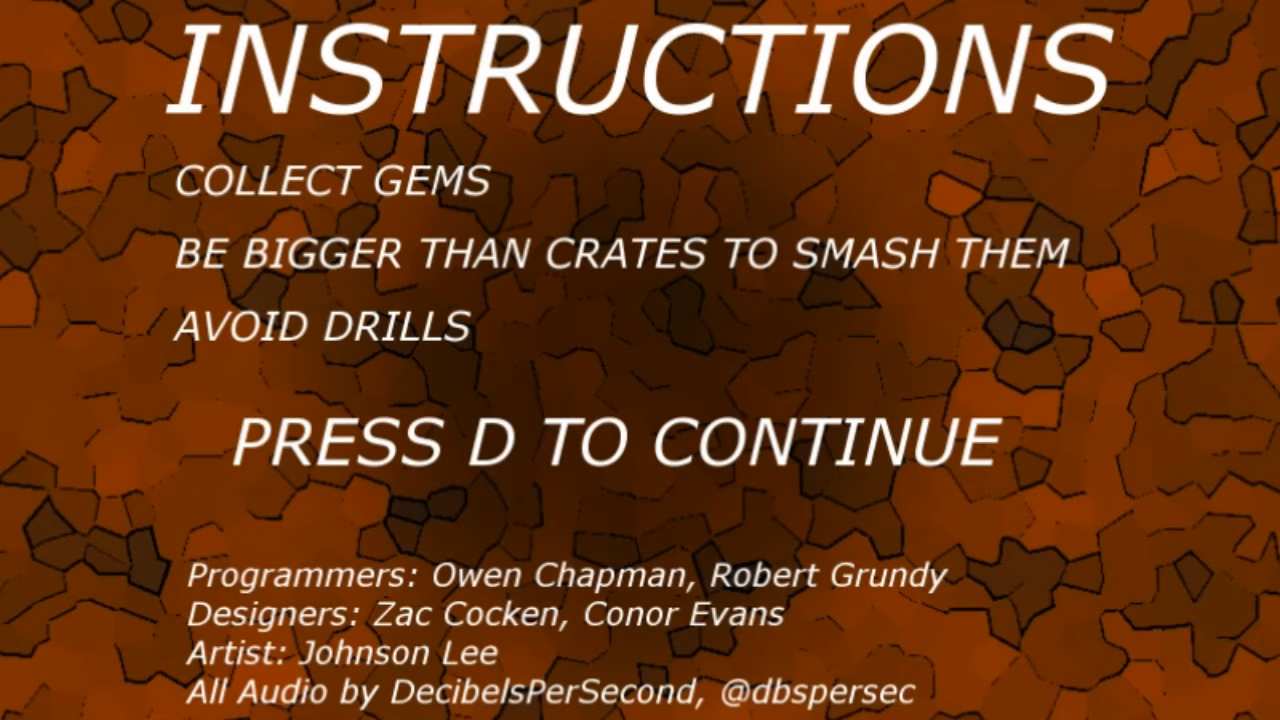 INSTRUCTIONS
COLLECT GEMS
BE BIGGER THAN CRATES TO SMASH THEM
AVOID DRILLS
PRESS D TO CONTINUE
Programmers: Owen Chapman, Robert Grundy
Designers: Zac Cocken, Conor Evans
Artist: Johnson Lee
All Audio by DecibelsPerSecond, @dbspersec